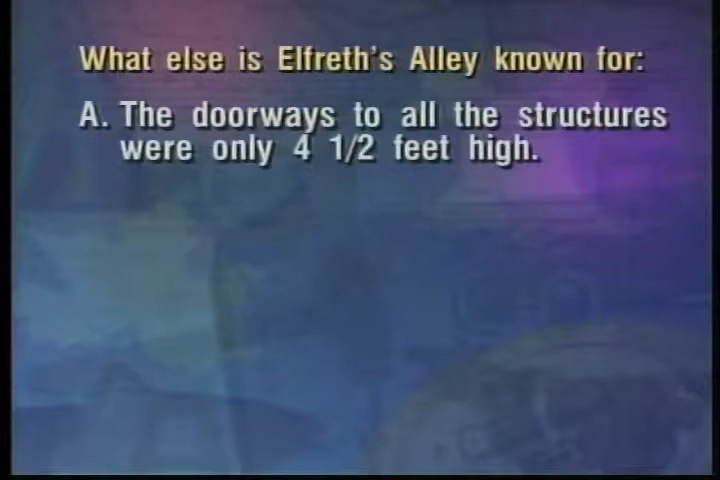 What else is Elfreth's Alley known for:
A. The doorways to all the structures
were only 4 1/2 feet high.